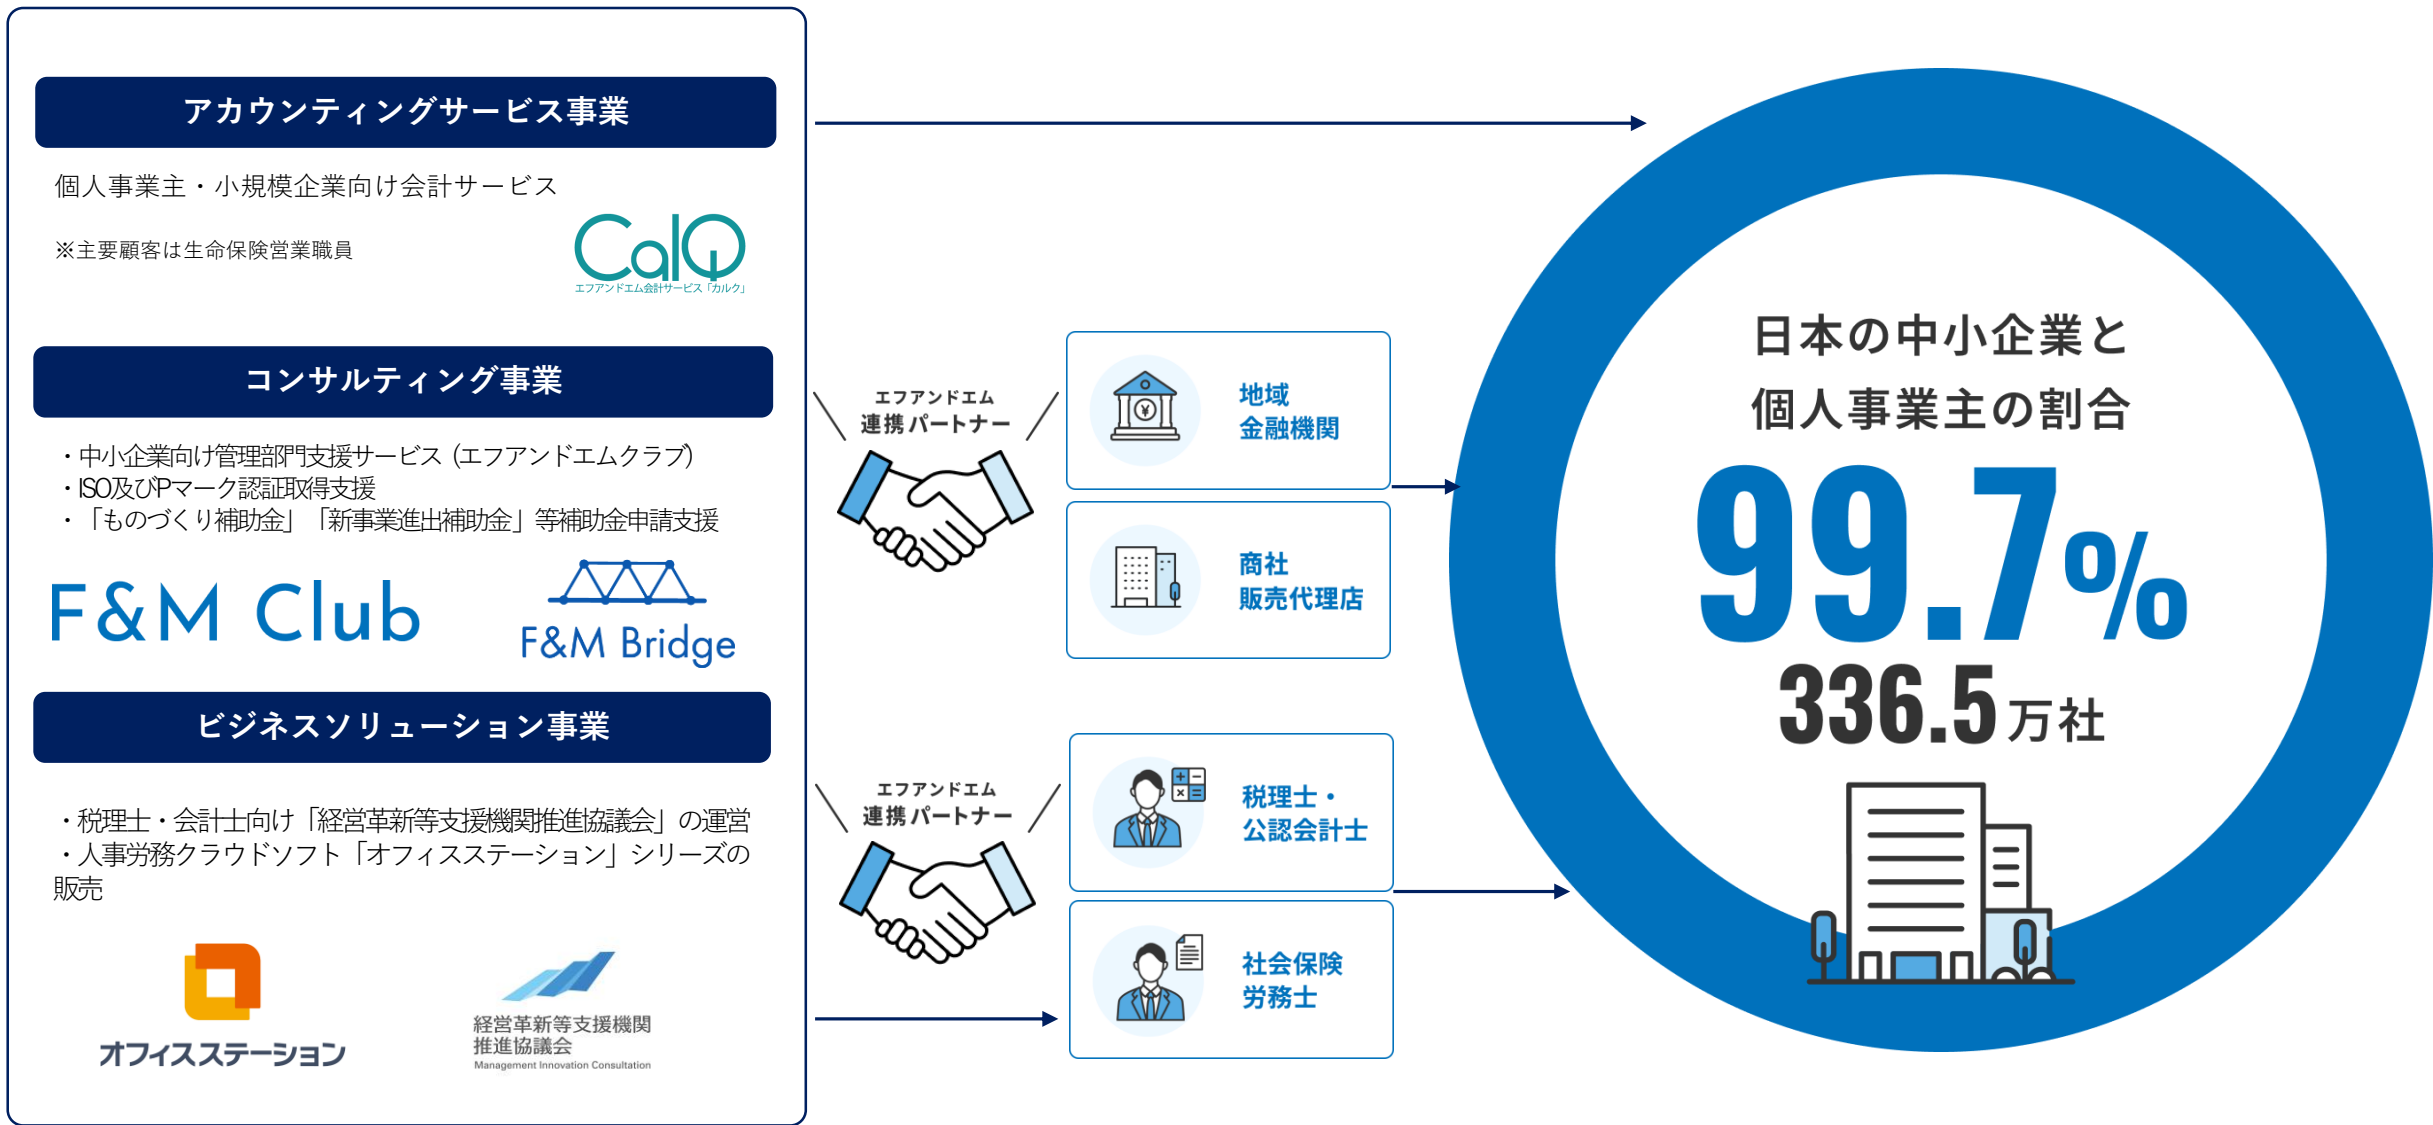 アカウンティングサービス事業
個人事業主・小規模企業向け会計サービス
※主要顧客は生命保険営業職員
CalQ
エフアンドエム会計サービス「カルク」
コンサルティング事業
・中小企業向け管理部門支援サービス（エフアンドエムクラブ）
・ISO及びPマーク認証取得支援
・「ものづくり補助金」「新事業進出補助金」等補助金申請支援
F&M Club
F&M Bridge
ビジネスソリューション事業
・税理士・会計士向け「経営革新等支援機関推進協議会」の運営
・人事労務クラウドソフト「オフィスステーション」シリーズの
販売
オフィスステーション
経営革新等支援機関
推進協議会
Management Innovation Consultation
エフアンドエム
連携パートナー
地域
金融機関
商社
販売代理店
エフアンドエム
連携パートナー
税理士・
公認会計士
社会保険
労務士
日本の中小企業と
個人事業主の割合
99.7%
336.5万社